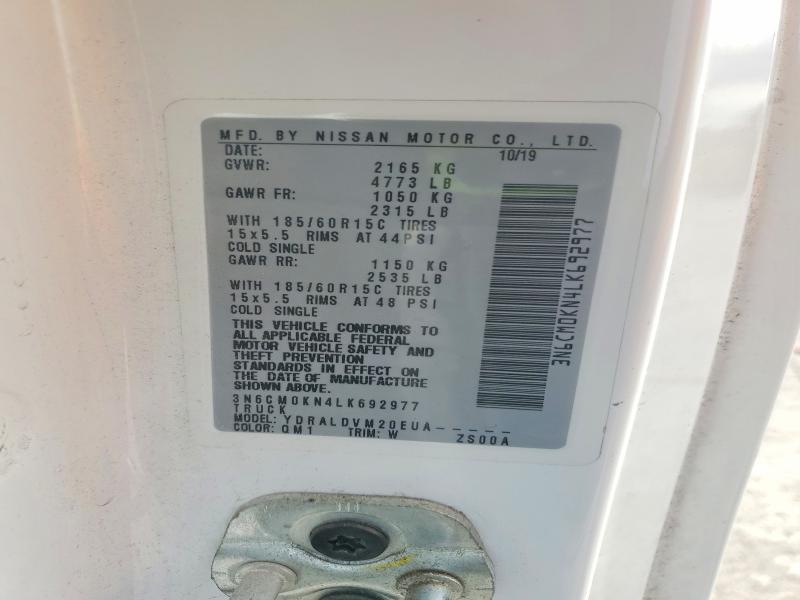 MFD. BY NISSAN MOTOR CO., LTD.
DATE: 10/19
GVWR: 2165 KG
4773 LB
GAWR FR: 1050 KG
2315 LB
WITH 185/60R15C TIRES
15x5.5 RIMS AT 44PSI
COLD SINGLE
GAWR RR: 1150 KG
2535 LB
WITH 185/60R15C TIRES
15x5.5 RIMS AT 48 PSI
COLD SINGLE
THIS VEHICLE CONFORMS TO
ALL APPLICABLE FEDERAL
MOTOR VEHICLE SAFETY AND
THEFT PREVENTION
STANDARDS IN EFFECT ON
THE DATE OF MANUFACTURE
SHOWN ABOVE.
3N6CM0KN4LK692977
TRUCK
MODEL: YDRALDVM20EUA-----
COLOR: QM1 TRIM: W ZS00A
3N6CM0KN4LK692977